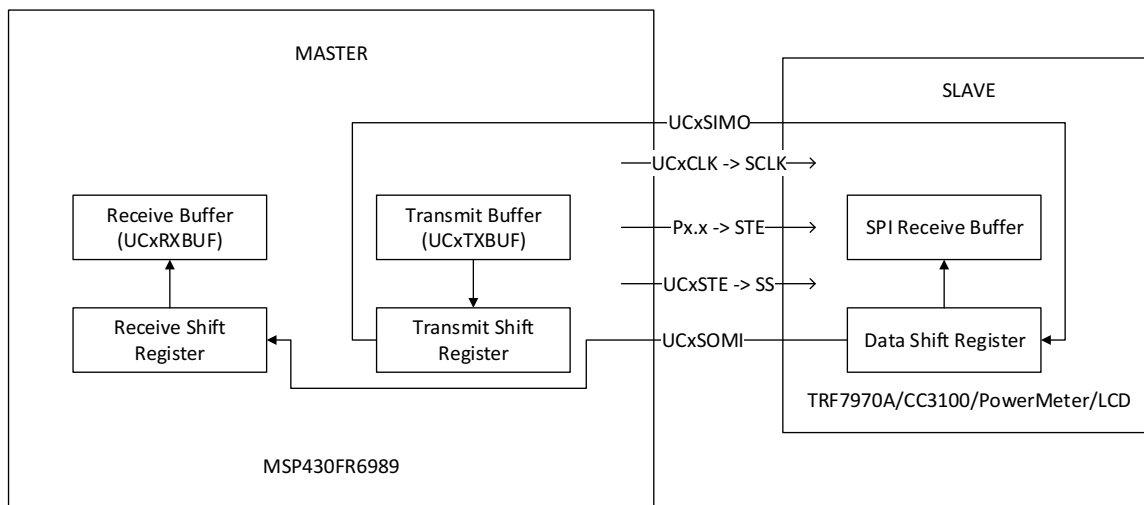 MASTER
SLAVE
UCxSIMO
UCxCLK -> SCLK
Receive Buffer
(UCxRXBUF)
Transmit Buffer
(UCxTXBUF)
Px.x -> STE
SPI Receive Buffer
UCxSTE -> SS
Receive Shift
Register
Transmit Shift
Register
UCxSOMI
Data Shift Register
TRF7970A/CC3100/PowerMeter/LCD
MSP430FR6989